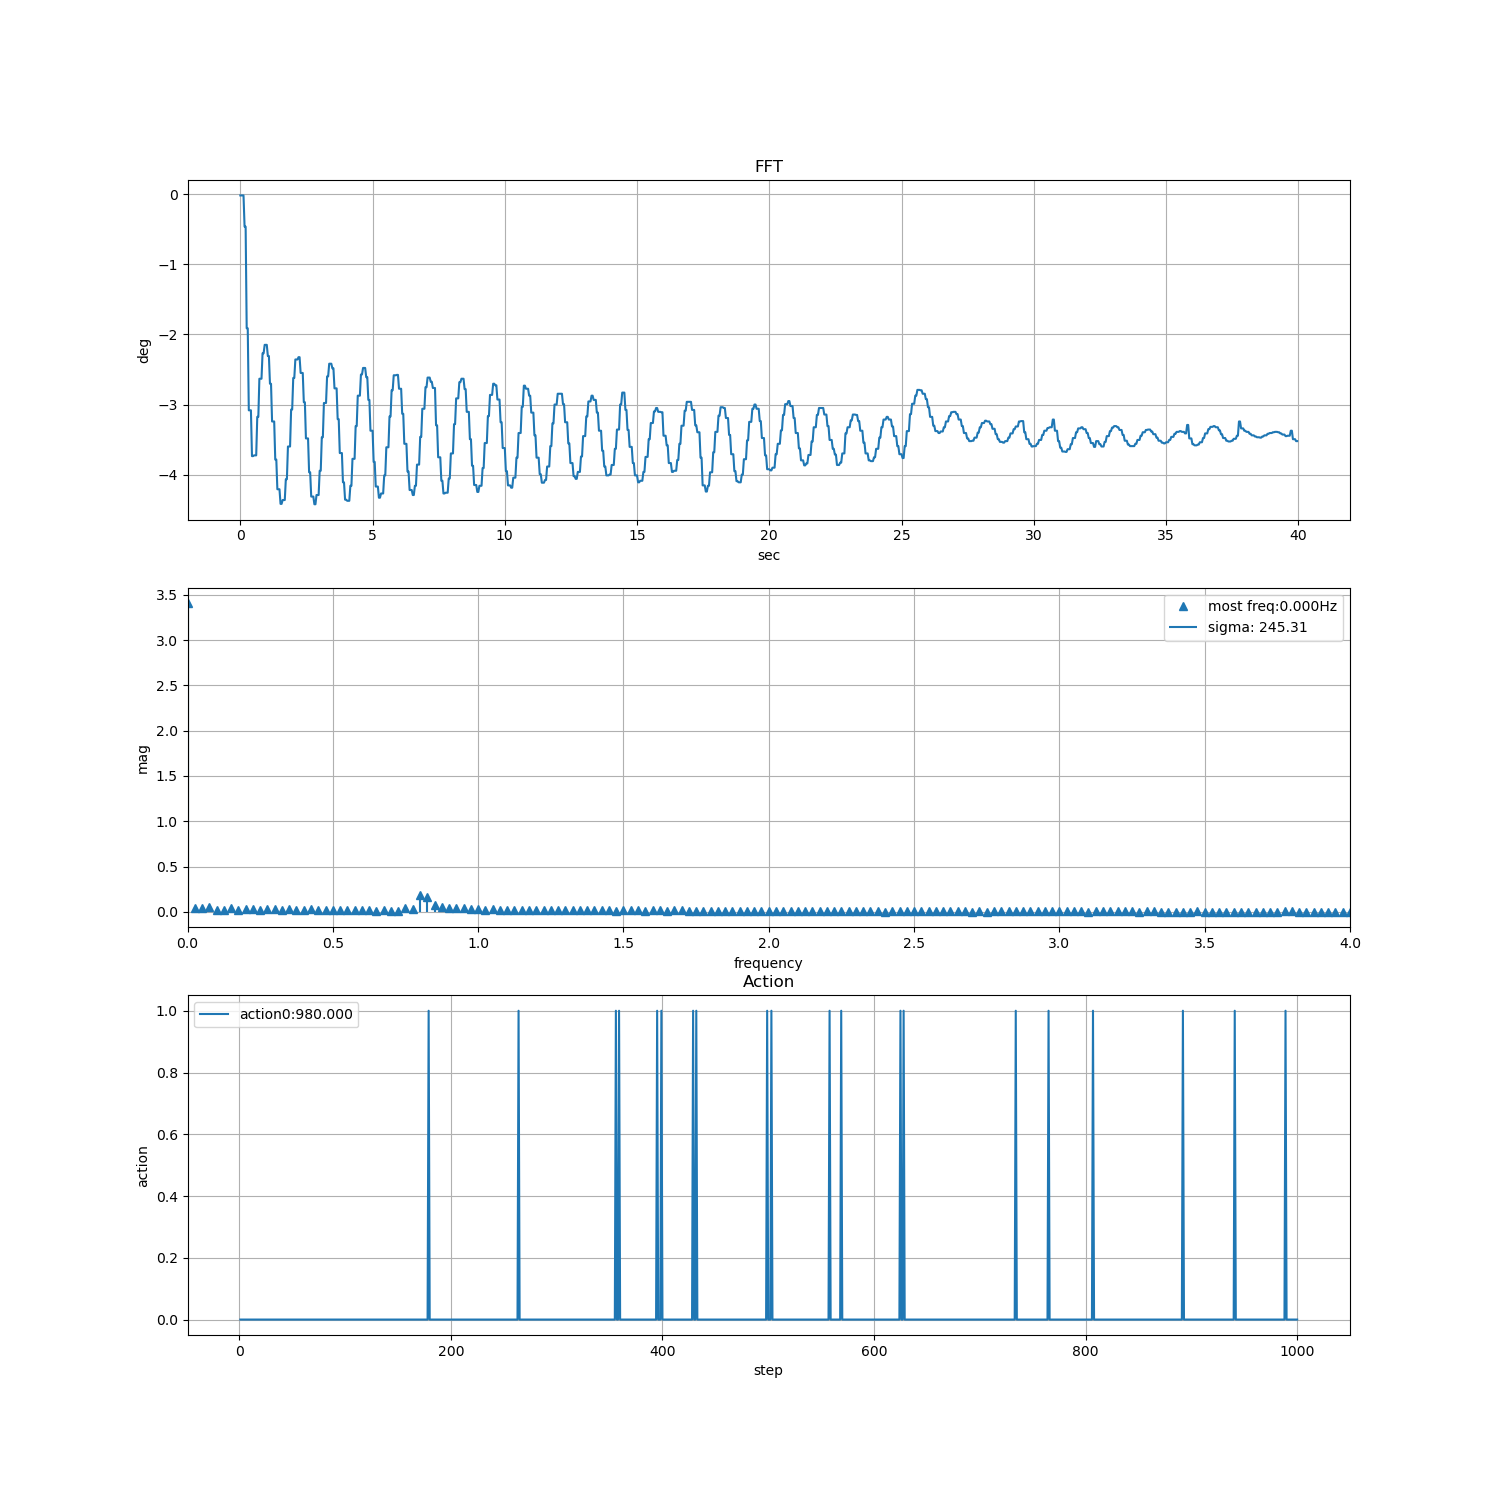 FFT
0
−1
−2
−3
−4
deg
0 5 10 15 20 25 30 35 40
sec
3.5
3.0
2.5
2.0
1.5
1.0
0.5
0.0
mag
most freq:0.000Hz
sigma: 245.31
0.0 0.5 1.0 1.5 2.0 2.5 3.0 3.5 4.0
frequency
Action
1.0
0.8
0.6
0.4
0.2
0.0
action
action0:980.000
0 200 400 600 800 1000
step